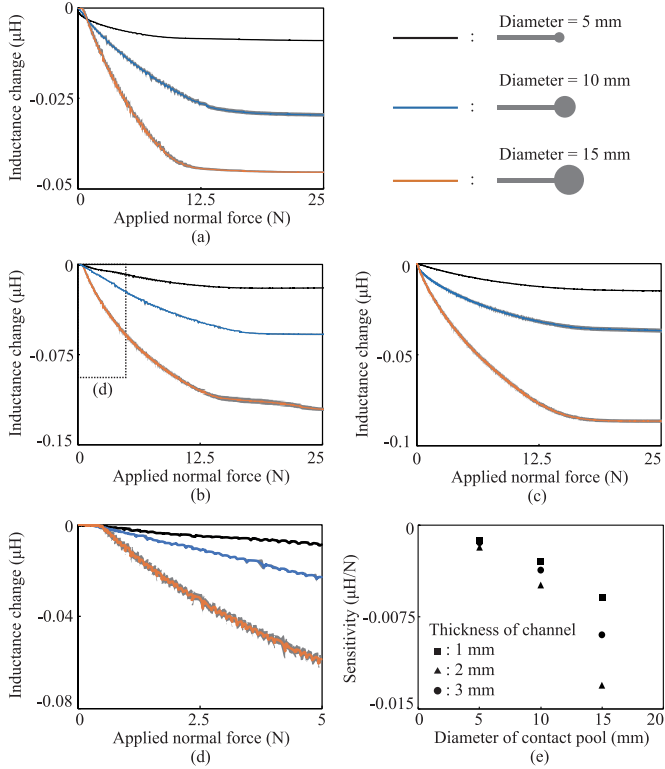 Inductance change (μH)
0
-0.025
-0.05
0
12.5
25
Applied normal force (N)
(a)
: Diameter = 5 mm
: Diameter = 10 mm
: Diameter = 15 mm
Inductance change (μH)
0
-0.075
-0.15
(d)
0
12.5
25
Applied normal force (N)
(b)
Inductance change (μH)
0
-0.05
-0.1
0
12.5
25
Applied normal force (N)
(c)
Inductance change (μH)
0
-0.04
-0.08
0
2.5
5
Applied normal force (N)
(d)
Sensitivity (μH/N)
0
-0.0075
-0.015
Thickness of channel
: 1 mm
: 2 mm
: 3 mm
0
5
10
15
20
Diameter of contact pool (mm)
(e)